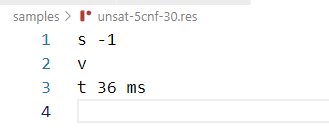 samples > unsat-5cnf-30.res
1 s -1
2 v
3 t 36 ms
4